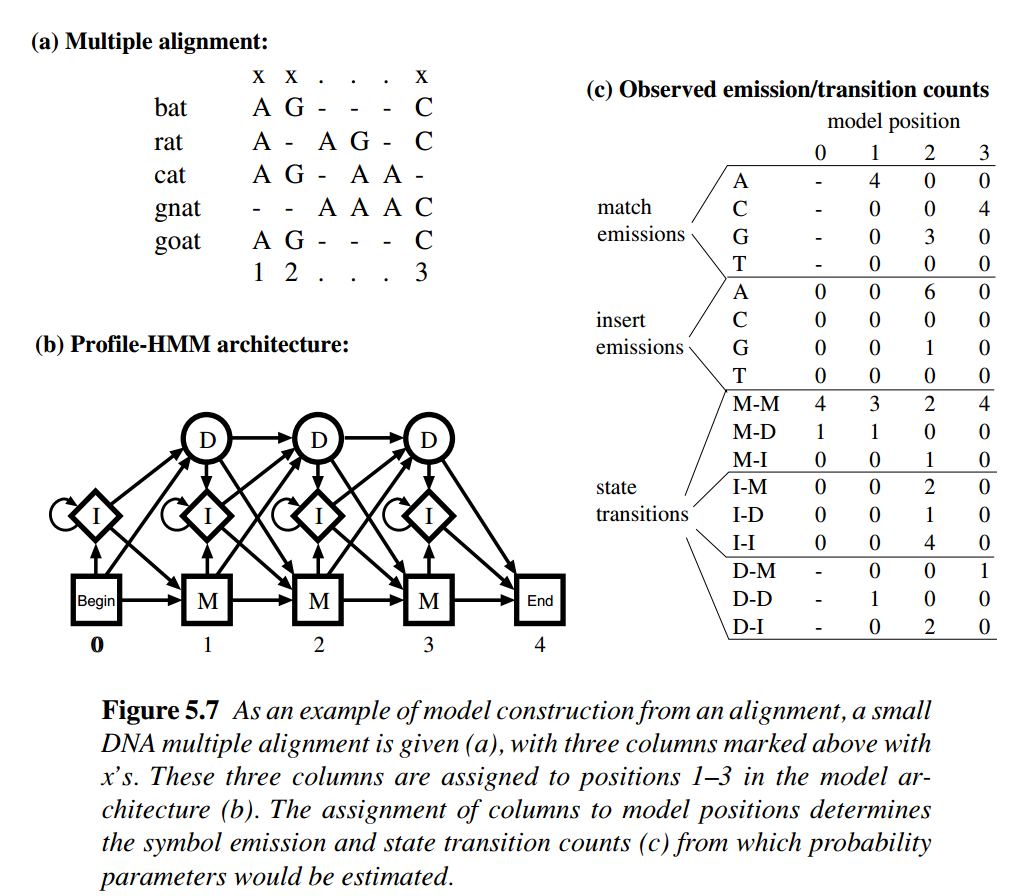 (a) Multiple alignment:
x x . . . x
bat A G - - - C
rat A - A G - C
cat A G - A A -
gnat - - A A A C
goat A G - - - C
1 2 . . . 3
(b) Profile-HMM architecture:
D D D
I I I I
Begin M M M End
0 1 2 3 4
(c) Observed emission/transition counts
model position
0 1 2 3
match emissions
A - 4 0 0
C - 0 0 4
G - 0 3 0
T - 0 0 0
insert emissions
A 0 0 6 0
C 0 0 0 0
G 0 0 1 0
T 0 0 0 0
state transitions
M-M 4 3 2 4
M-D 1 1 0 0
M-I 0 0 1 0
I-M 0 0 2 0
I-D 0 0 1 0
I-I 0 0 4 0
D-M - 0 0 1
D-D - 1 0 0
D-I - 0 2 0
Figure 5.7 As an example of model construction from an alignment, a small
DNA multiple alignment is given (a), with three columns marked above with
x's. These three columns are assigned to positions 1–3 in the model ar-
chitecture (b). The assignment of columns to model positions determines
the symbol emission and state transition counts (c) from which probability
parameters would be estimated.